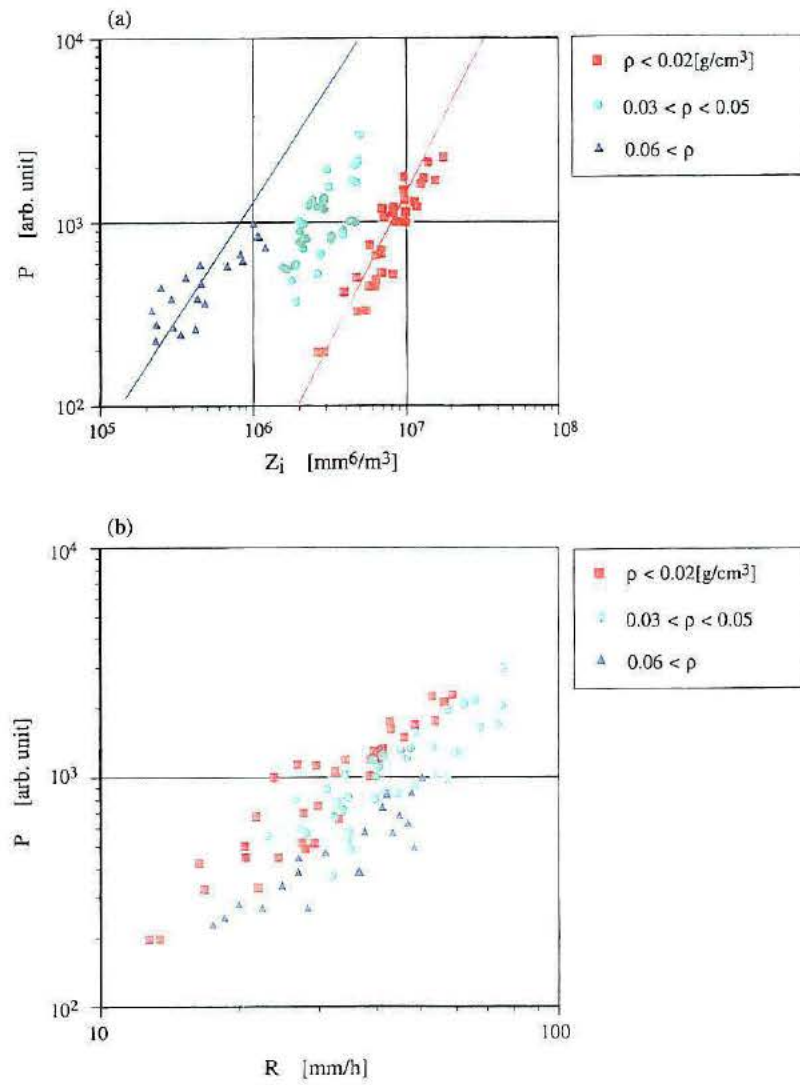 (a)
10⁴
10³
10²
P [arb. unit]
10⁵ 10⁶ 10⁷ 10⁸
Zᵢ [mm⁶/m³]
ρ < 0.02[g/cm³]
0.03 < ρ < 0.05
0.06 < ρ
(b)
10⁴
10³
10²
P [arb. unit]
10 100
R [mm/h]
ρ < 0.02[g/cm³]
0.03 < ρ < 0.05
0.06 < ρ